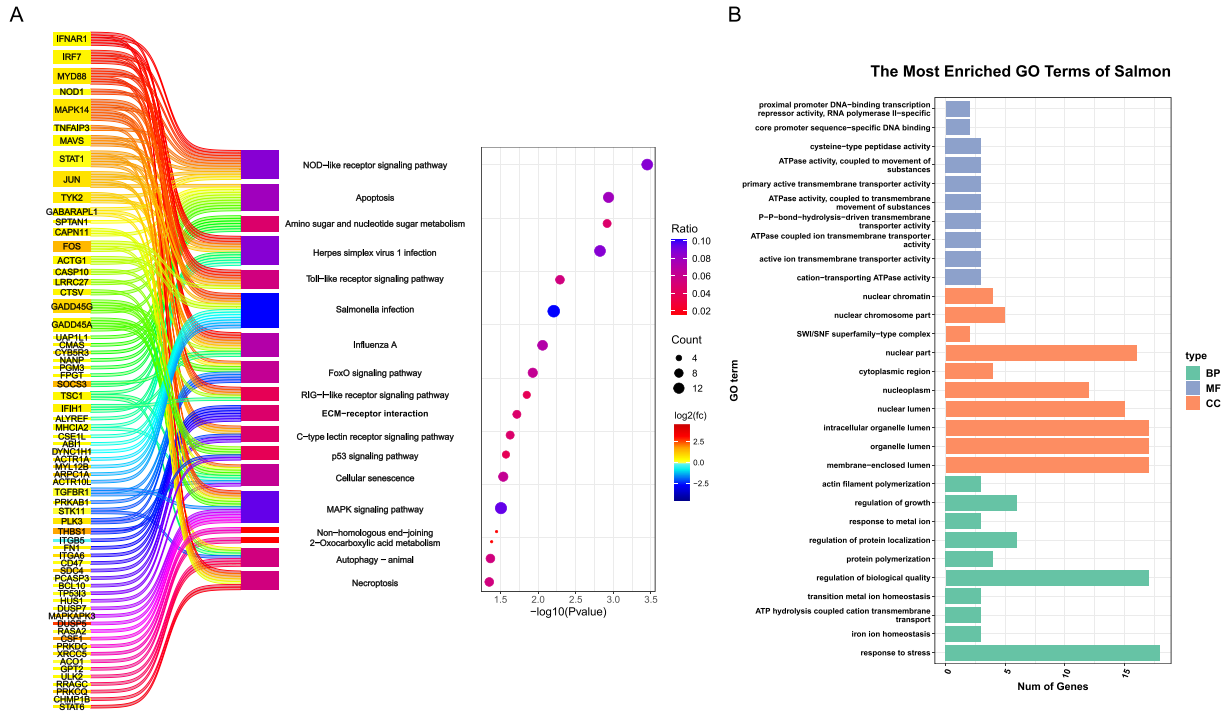 A
IFNAR1
IRF7
MYD88
NOD1
MAPK14
TNFAIP3
MAVS
STAT1
JUN
TYK2
GABARAPL1
SPTAN1
CAPN11
FOS
ACTG1
CASP10
LRRC27
CTSV
GADD45G
GADD45A
UAP1L1
CMAS
CYB5R3
NANP
PGM3
FPGT
SOCS3
TSC1
IFIH1
ALYREF
MHCIA2
CSE1L
ABI1
DYNC1H1
ACTR1A
MYL12B
ARPC1A
ACTR10L
TGFBR1
PRKAB1
STK11
PLK3
THBS1
ITGB5
FN1
ITGA6
CD47
SDC4
PCASP3
BCL10
TP53I3
HUS1
DUSP7
MAPKAPK3
DUSP5
RASA2
CSF1
PRKDC
XRCC5
ACO1
GPT2
ULK2
RRAGC
PRKCQ
CHMP1B
STAT6
NOD−like receptor signaling pathway
Apoptosis
Amino sugar and nucleotide sugar metabolism
Herpes simplex virus 1 infection
Toll−like receptor signaling pathway
Salmonella infection
Influenza A
FoxO signaling pathway
RIG−I−like receptor signaling pathway
ECM−receptor interaction
C−type lectin receptor signaling pathway
p53 signaling pathway
Cellular senescence
MAPK signaling pathway
Non−homologous end−joining
2−Oxocarboxylic acid metabolism
Autophagy − animal
Necroptosis
1.5 2.0 2.5 3.0 3.5
−log10(Pvalue)
Ratio
0.10
0.08
0.06
0.04
0.02
Count
4
8
12
log2(fc)
2.5
0.0
−2.5
B
The Most Enriched GO Terms of Salmon
GO term
proximal promoter DNA−binding transcription
repressor activity, RNA polymerase II−specific
core promoter sequence−specific DNA binding
cysteine−type peptidase activity
ATPase activity, coupled to movement of
substances
primary active transmembrane transporter activity
ATPase activity, coupled to transmembrane
movement of substances
P−P−bond−hydrolysis−driven transmembrane
transporter activity
ATPase coupled ion transmembrane transporter
activity
active ion transmembrane transporter activity
cation−transporting ATPase activity
nuclear chromatin
nuclear chromosome part
SWI/SNF superfamily−type complex
nuclear part
cytoplasmic region
nucleoplasm
nuclear lumen
intracellular organelle lumen
organelle lumen
membrane−enclosed lumen
actin filament polymerization
regulation of growth
response to metal ion
regulation of protein localization
protein polymerization
regulation of biological quality
transition metal ion homeostasis
ATP hydrolysis coupled cation transmembrane
transport
iron ion homeostasis
response to stress
0 5 10 15
Num of Genes
type
BP
MF
CC